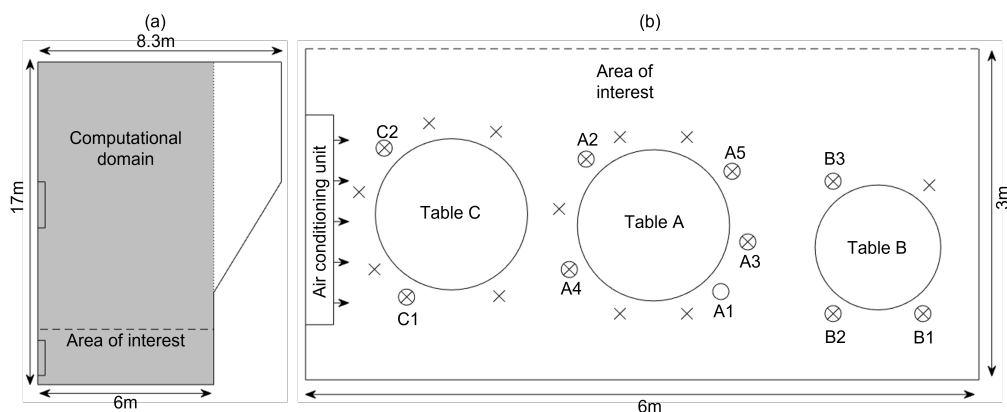 (a)
8.3m
17m
Computational
domain
Area of interest
6m
(b)
Area of
interest
Air conditioning unit
C2
Table C
C1
A2
A5
Table A
A3
A4
A1
B3
Table B
B2
B1
3m
6m